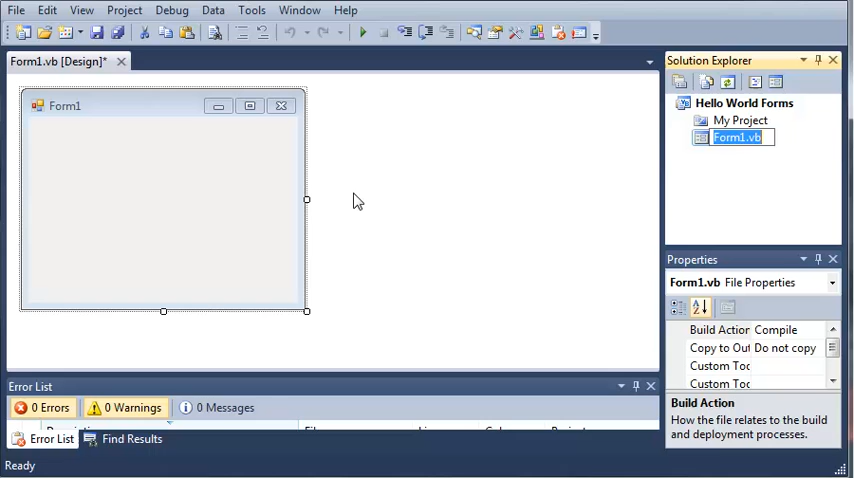 File Edit View Project Debug Data Tools Window Help
Form1.vb [Design]*
Form1
Solution Explorer
Hello World Forms
My Project
Form1.vb
Properties
Form1.vb File Properties
Build Action Compile
Copy to Out Do not copy
Custom Toc
Custom Toc
Build Action
How the file relates to the build
and deployment processes.
Error List
0 Errors 0 Warnings 0 Messages
Error List Find Results
Ready